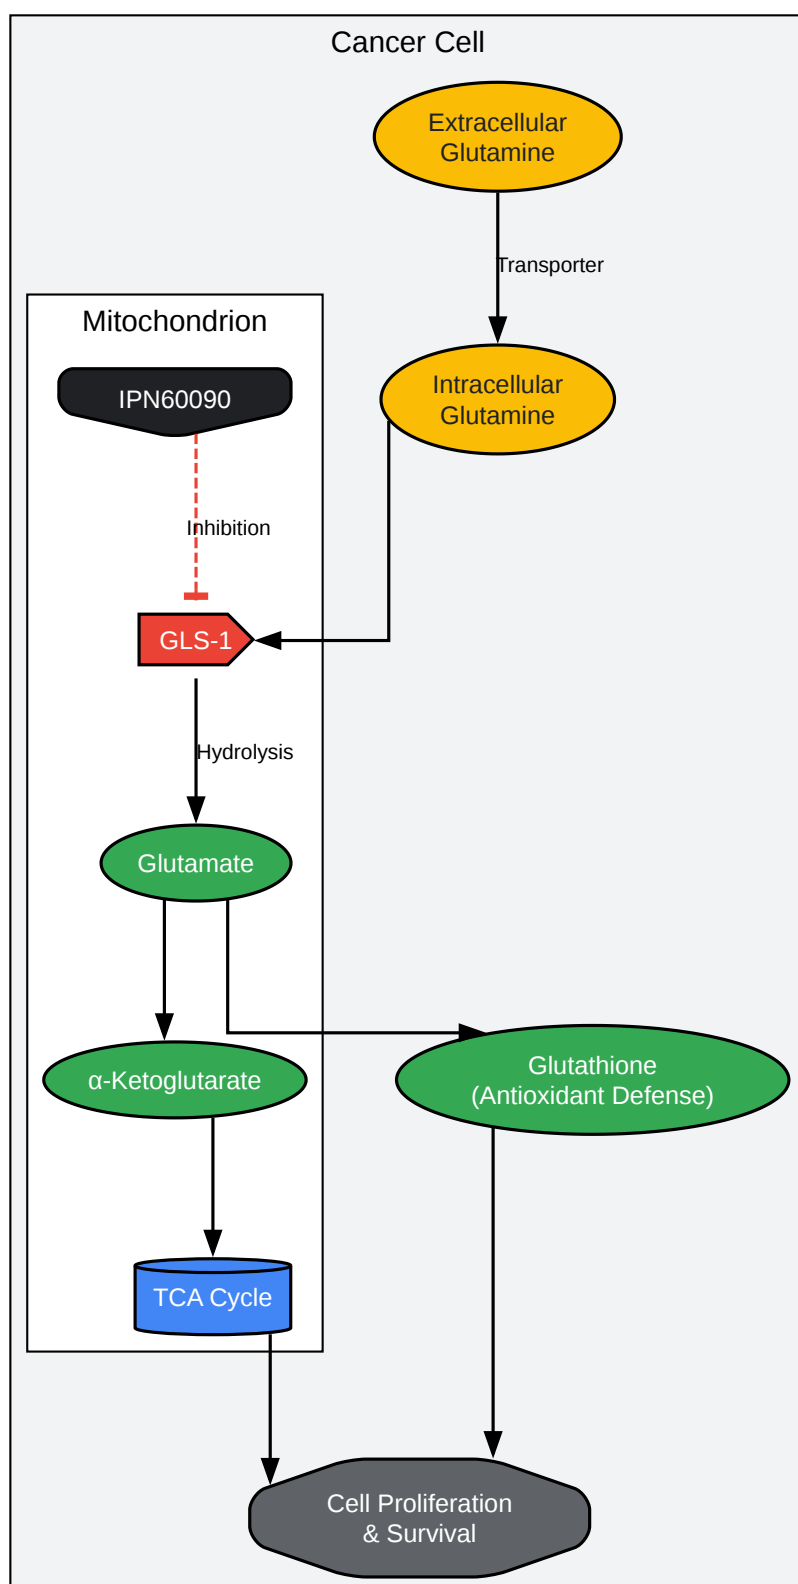 Cancer Cell
Extracellular
Glutamine
Transporter
Mitochondrion
IPN60090
Intracellular
Glutamine
Inhibition
GLS-1
Hydrolysis
Glutamate
α-Ketoglutarate
Glutathione
(Antioxidant Defense)
TCA Cycle
Cell Proliferation
& Survival